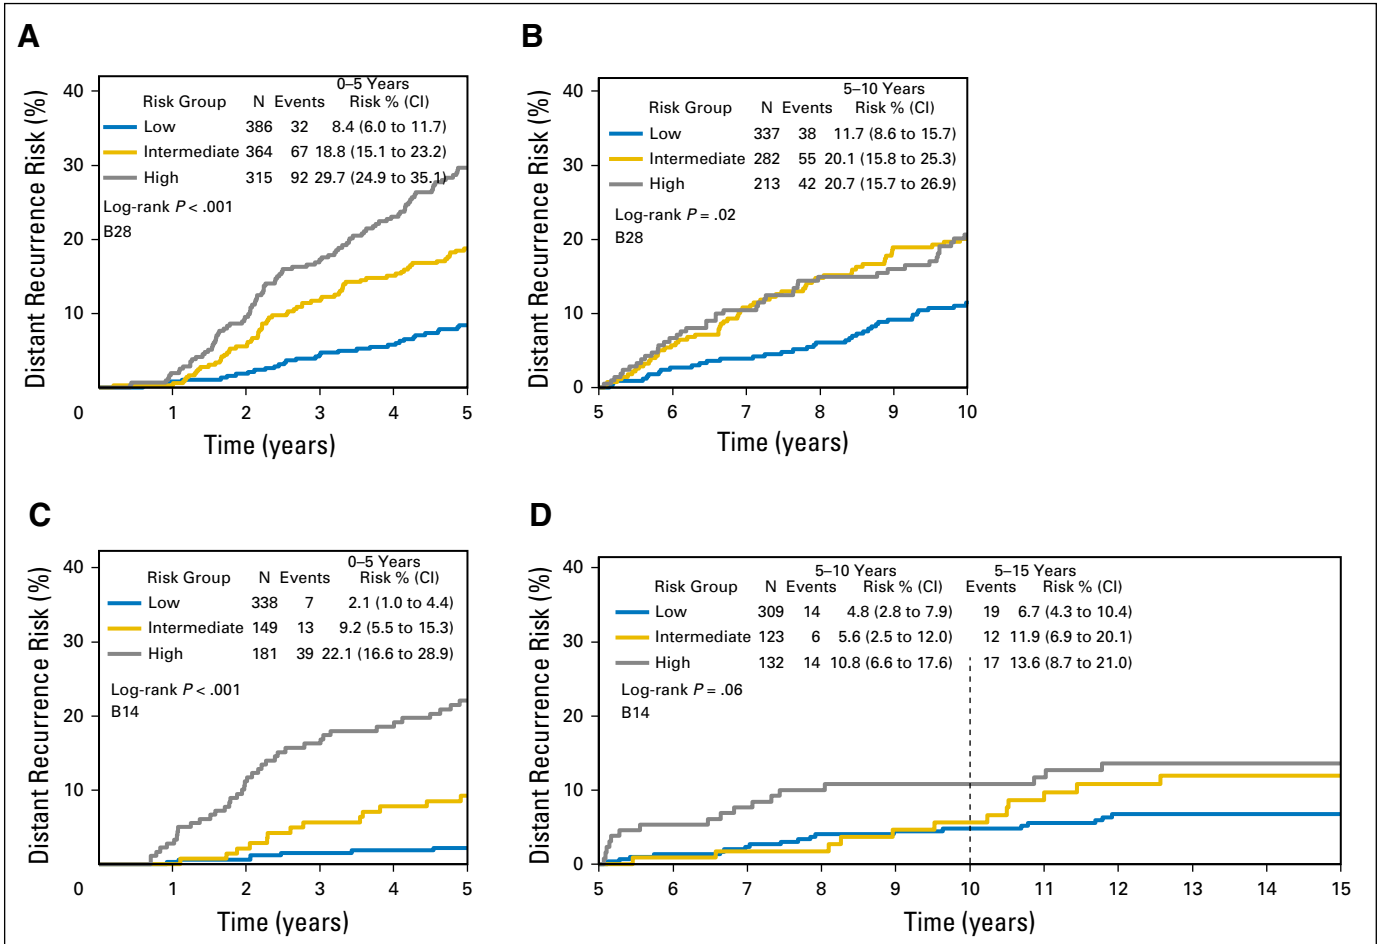 A
Distant Recurrence Risk (%)
40
30
20
10
0
0–5 Years
Risk Group N Events Risk % (CI)
Low 386 32 8.4 (6.0 to 11.7)
Intermediate 364 67 18.8 (15.1 to 23.2)
High 315 92 29.7 (24.9 to 35.1)
Log-rank P < .001
B28
0 1 2 3 4 5
Time (years)
B
Distant Recurrence Risk (%)
40
30
20
10
0
5–10 Years
Risk Group N Events Risk % (CI)
Low 337 38 11.7 (8.6 to 15.7)
Intermediate 282 55 20.1 (15.8 to 25.3)
High 213 42 20.7 (15.7 to 26.9)
Log-rank P = .02
B28
5 6 7 8 9 10
Time (years)
C
Distant Recurrence Risk (%)
40
30
20
10
0–5 Years
Risk Group N Events Risk % (CI)
Low 338 7 2.1 (1.0 to 4.4)
Intermediate 149 13 9.2 (5.5 to 15.3)
High 181 39 22.1 (16.6 to 28.9)
Log-rank P < .001
B14
0 1 2 3 4 5
Time (years)
D
Distant Recurrence Risk (%)
40
30
20
10
0
5–10 Years 5–15 Years
Risk Group N Events Risk % (CI) Events Risk % (CI)
Low 309 14 4.8 (2.8 to 7.9) 19 6.7 (4.3 to 10.4)
Intermediate 123 6 5.6 (2.5 to 12.0) 12 11.9 (6.9 to 20.1)
High 132 14 10.8 (6.6 to 17.6) 17 13.6 (8.7 to 21.0)
Log-rank P = .06
B14
5 6 7 8 9 10 11 12 13 14 15
Time (years)